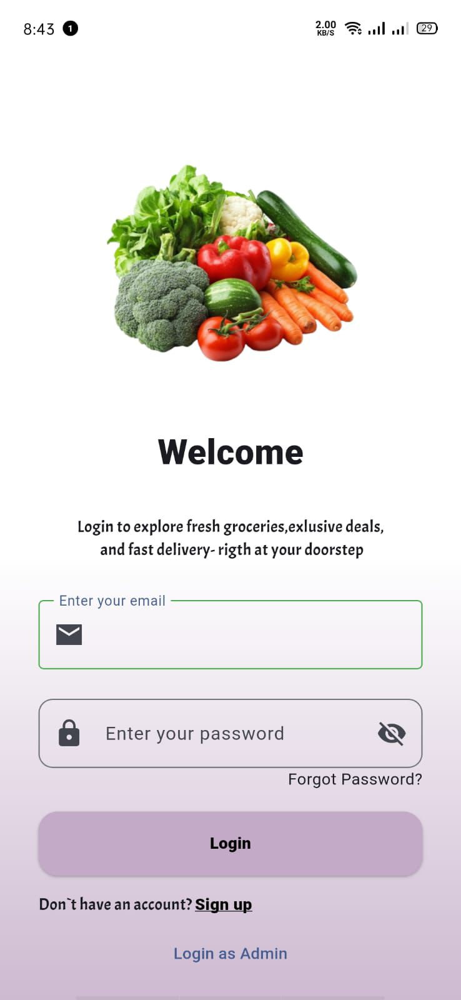 8:43 1 2.00 KB/S 29
Welcome
Login to explore fresh groceries,exlusive deals,
and fast delivery- rigth at your doorstep
Enter your email
Enter your password
Forgot Password?
Login
Don`t have an account? Sign up
Login as Admin